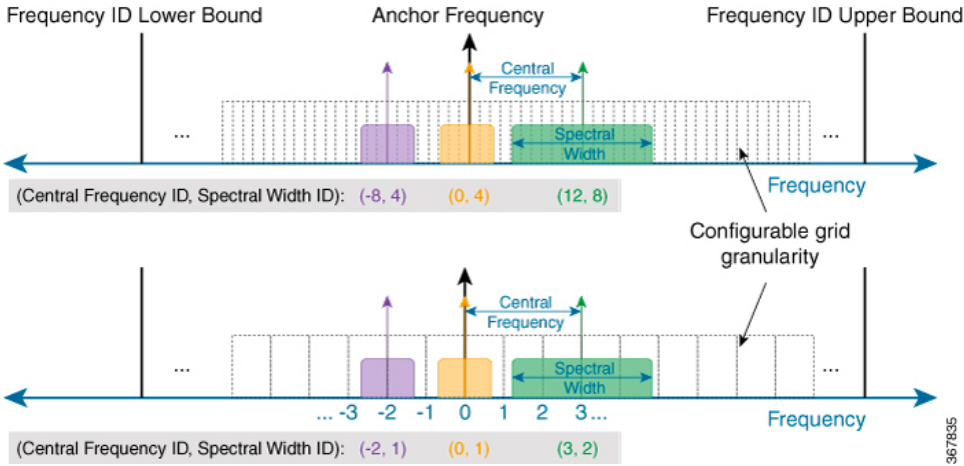 Frequency ID Lower Bound
Anchor Frequency
Frequency ID Upper Bound
Central
Frequency
...
Spectral
Width
...
Frequency
(Central Frequency ID, Spectral Width ID): (-8, 4) (0, 4) (12, 8)
Configurable grid
granularity
Central
Frequency
...
Spectral
Width
...
... -3 -2 -1 0 1 2 3...
Frequency
(Central Frequency ID, Spectral Width ID): (-2, 1) (0, 1) (3, 2)
367835